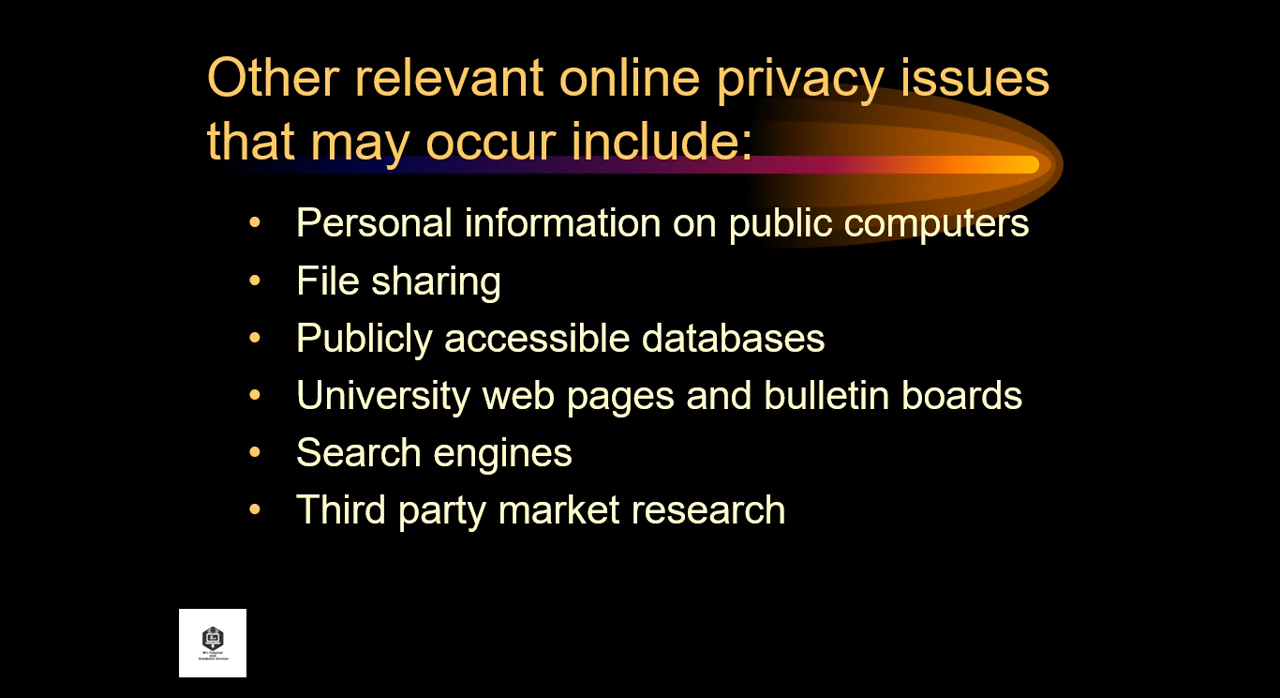 Other relevant online privacy issues
that may occur include:
• Personal information on public computers
• File sharing
• Publicly accessible databases
• University web pages and bulletin boards
• Search engines
• Third party market research